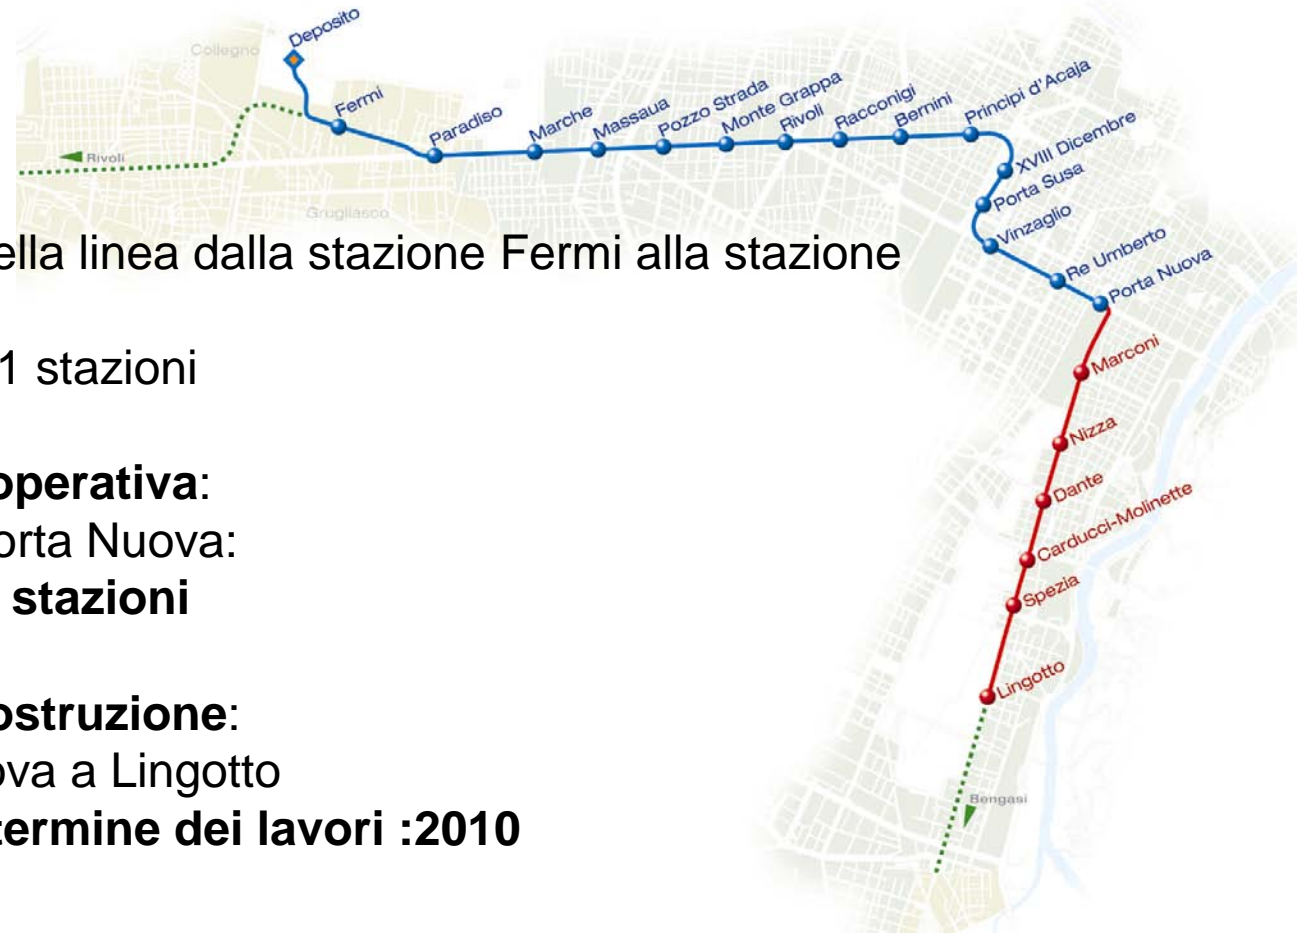 Deposito
Collegno
Fermi
Paradiso
Marche
Massaua
Pozzo Strada
Monte Grappa
Rivoli
Racconigi
Bernini
Principi d'Acaja
XVIII Dicembre
Porta Susa
Vinzaglio
Re Umberto
Porta Nuova
Rivoli
Grugliasco
ella linea dalla stazione Fermi alla stazione
1 stazioni
operativa:
orta Nuova:
stazioni
ostruzione:
ova a Lingotto
termine dei lavori :2010
Marconi
Nizza
Dante
Carducci-Molinette
Spezia
Lingotto
Bengasi